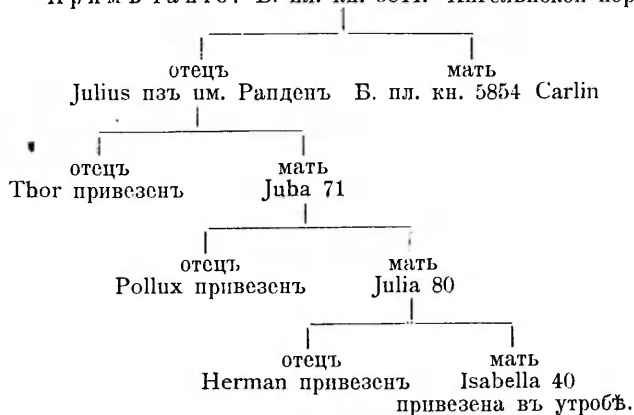 отецъ мать
Julius изъ им. Рапденъ Б. пл. кн. 5854 Carlin
отецъ мать
Thor привезенъ Juba 71
отецъ мать
Pollux привезенъ Julia 80
отецъ мать
Herman привезенъ Isabella 40
привезена въ утробѣ.